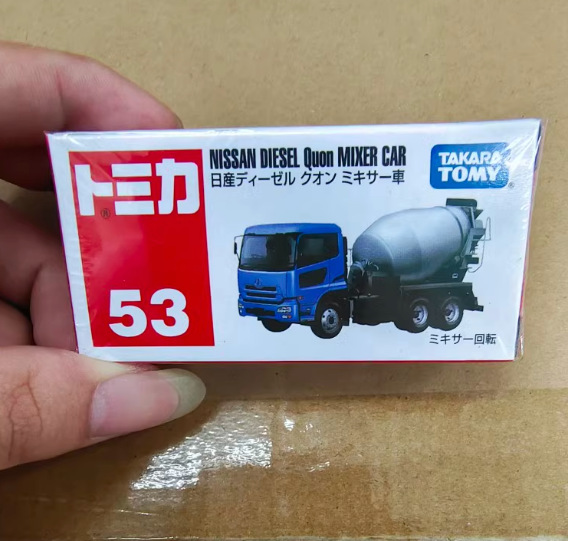 トミカ®
53
NISSAN DIESEL Quon MIXER CAR
日産ディーゼル クオン ミキサー車
TAKARA
TOMY®
ミキサー回転